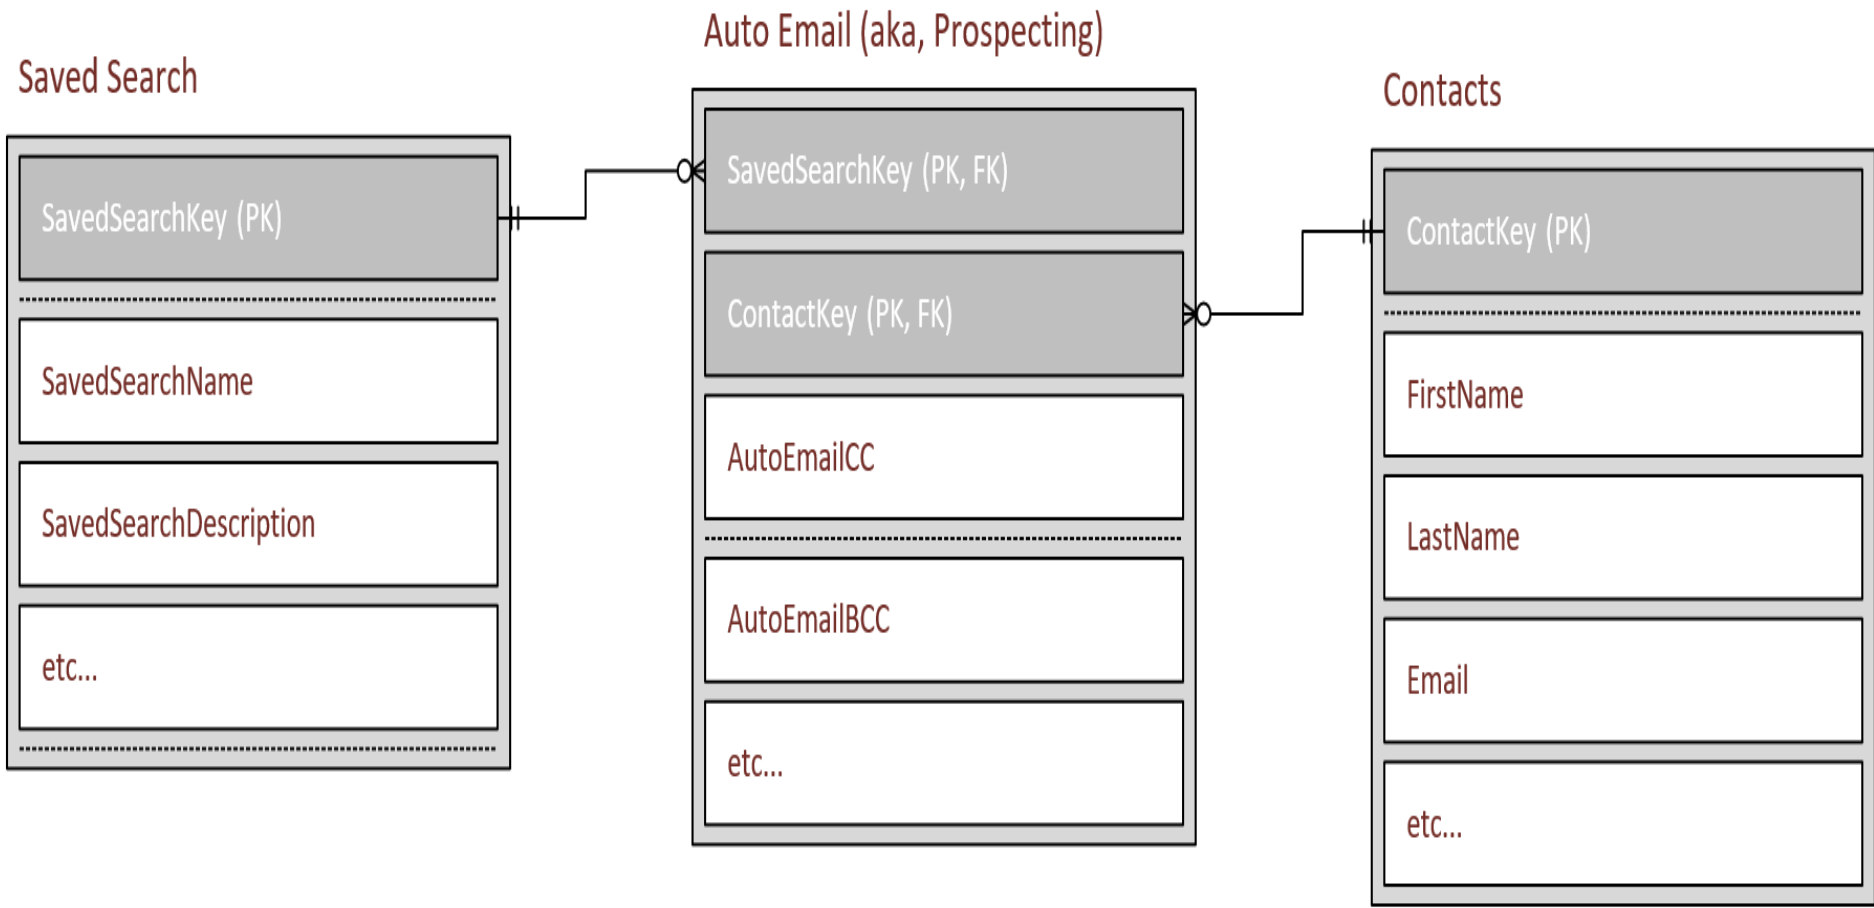 Saved Search
SavedSearchKey (PK)
SavedSearchName
SavedSearchDescription
etc...
Auto Email (aka, Prospecting)
SavedSearchKey (PK, FK)
ContactKey (PK, FK)
AutoEmailCC
AutoEmailBCC
etc...
Contacts
ContactKey (PK)
FirstName
LastName
Email
etc...